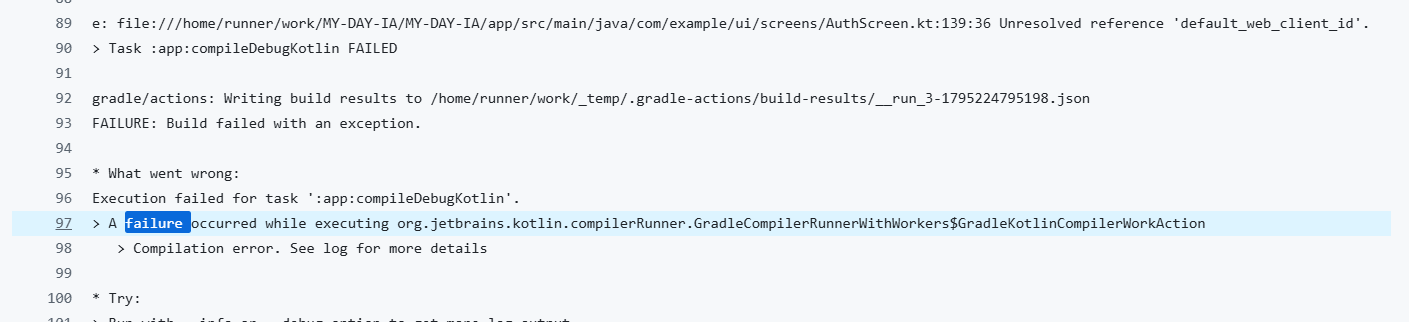 89 e: file:///home/runner/work/MY-DAY-IA/MY-DAY-IA/app/src/main/java/com/example/ui/screens/AuthScreen.kt:139:36 Unresolved reference 'default_web_client_id'.
90 > Task :app:compileDebugKotlin FAILED
91
92 gradle/actions: Writing build results to /home/runner/work/_temp/.gradle-actions/build-results/__run_3-1795224795198.json
93 FAILURE: Build failed with an exception.
94
95 * What went wrong:
96 Execution failed for task ':app:compileDebugKotlin'.
97 > A failure occurred while executing org.jetbrains.kotlin.compilerRunner.GradleCompilerRunnerWithWorkers$GradleKotlinCompilerWorkAction
98 > Compilation error. See log for more details
99
100 * Try: